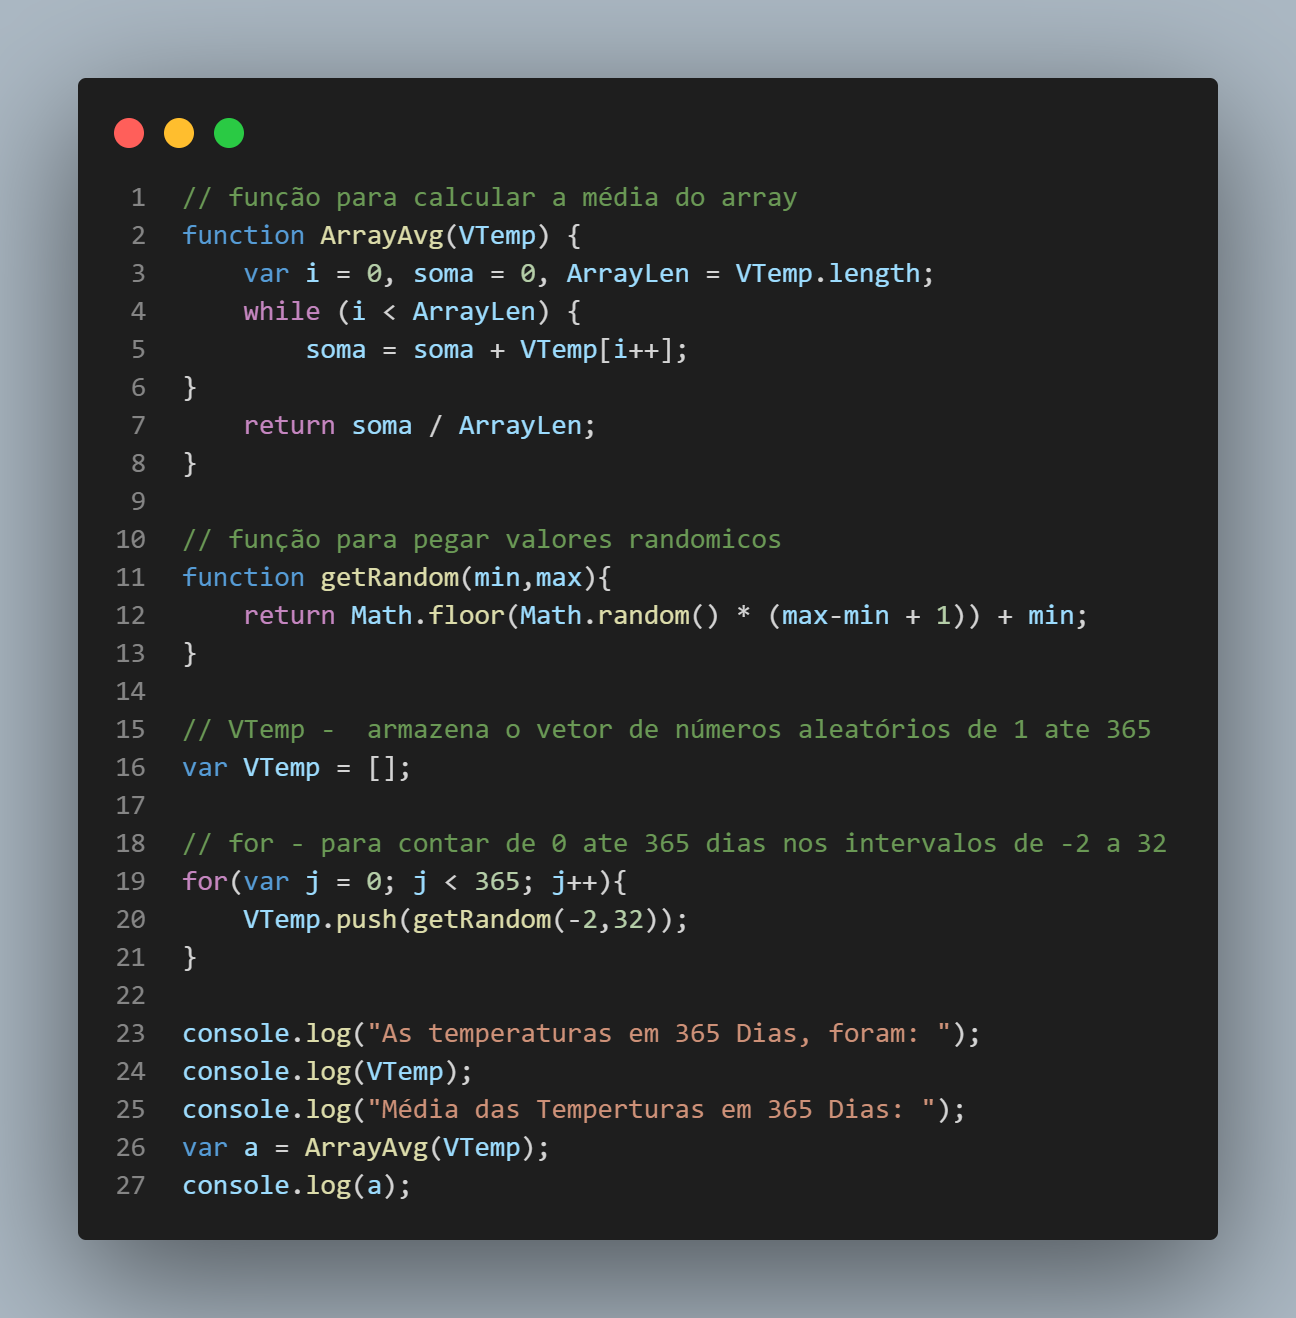 1 // função para calcular a média do array
2 function ArrayAvg(VTemp) {
3     var i = 0, soma = 0, ArrayLen = VTemp.length;
4     while (i < ArrayLen) {
5         soma = soma + VTemp[i++];
6 }
7     return soma / ArrayLen;
8 }
9
10 // função para pegar valores randomicos
11 function getRandom(min,max){
12     return Math.floor(Math.random() * (max-min + 1)) + min;
13 }
14
15 // VTemp -  armazena o vetor de números aleatórios de 1 ate 365
16 var VTemp = [];
17
18 // for - para contar de 0 ate 365 dias nos intervalos de -2 a 32
19 for(var j = 0; j < 365; j++){
20     VTemp.push(getRandom(-2,32));
21 }
22
23 console.log("As temperaturas em 365 Dias, foram: ");
24 console.log(VTemp);
25 console.log("Média das Temperturas em 365 Dias: ");
26 var a = ArrayAvg(VTemp);
27 console.log(a);